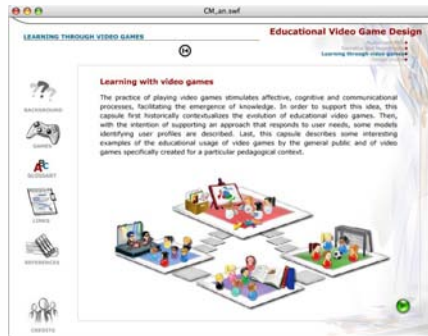 CM_an.swf
Educational Video Game Design
LEARNING THROUGH VIDEO GAMES
Learning through video games
Learning with video games
The practice of playing video games stimulates affective, cognitive and communicational
processes, facilitating the emergence of knowledge. In order to support this idea, this
capsule first historically contextualizes the evolution of educational video games. Then,
with the intention of supporting an approach that responds to user needs, some models
identifying user profiles are described. Last, this capsule describes some interesting
examples of the educational usage of video games by the general public and of video
games specifically created for a particular pedagogical context.
BACKGROUND
GAMES
ABC
GLOSSARY
LINKS
REFERENCES
CREDITS